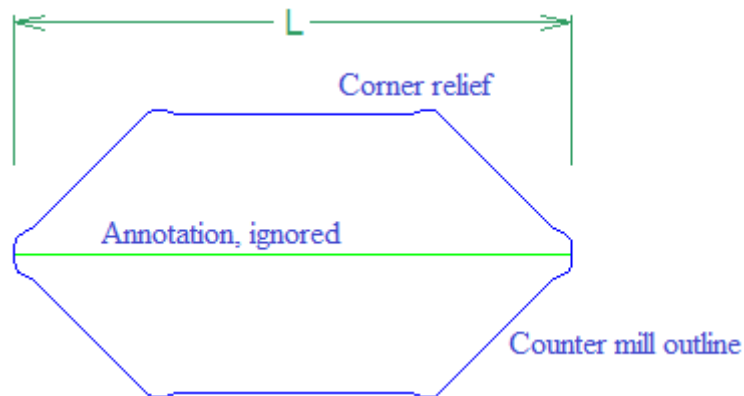 L
Corner relief
Annotation, ignored
Counter mill outline